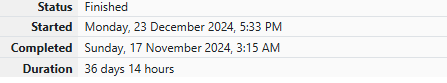 Status Finished
Started Monday, 23 December 2024, 5:33 PM
Completed Sunday, 17 November 2024, 3:15 AM
Duration 36 days 14 hours